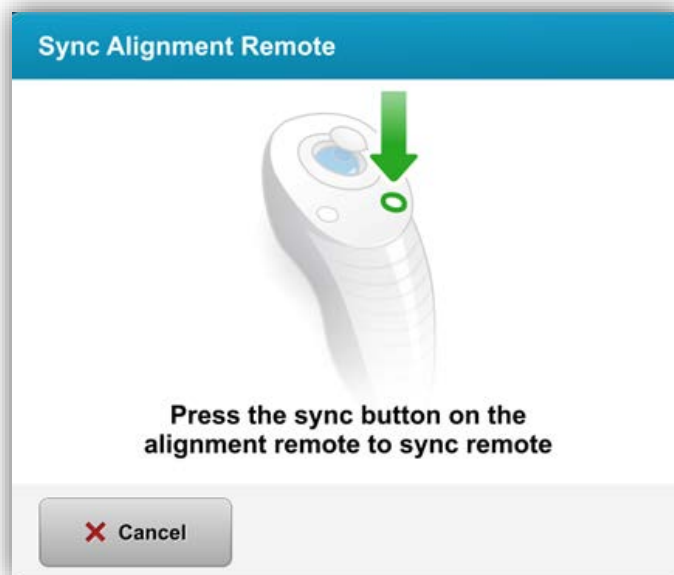 Sync Alignment Remote
Press the sync button on the
alignment remote to sync remote
Cancel